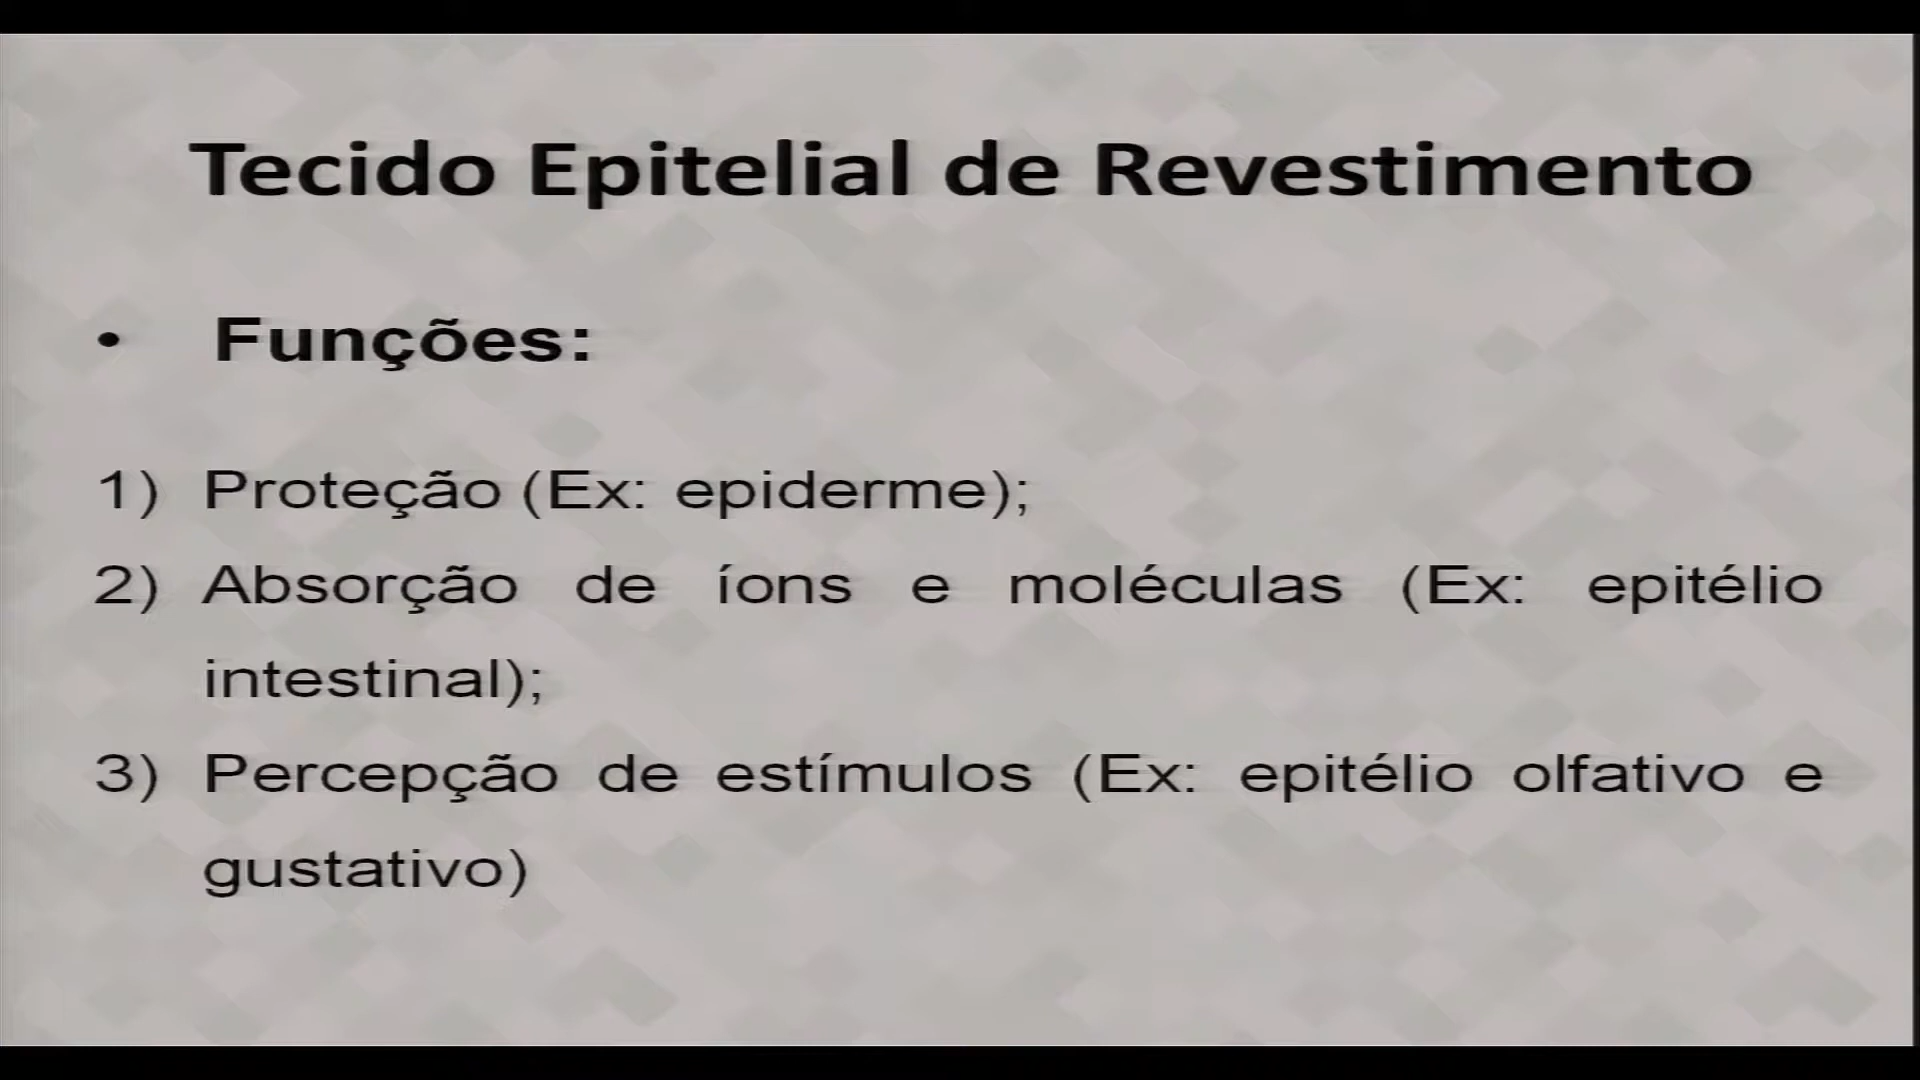 Tecido Epitelial de Revestimento
• Funções:
1) Proteção (Ex: epiderme);
2) Absorção de íons e moléculas (Ex: epitélio
intestinal);
3) Percepção de estímulos (Ex: epitélio olfativo e
gustativo)